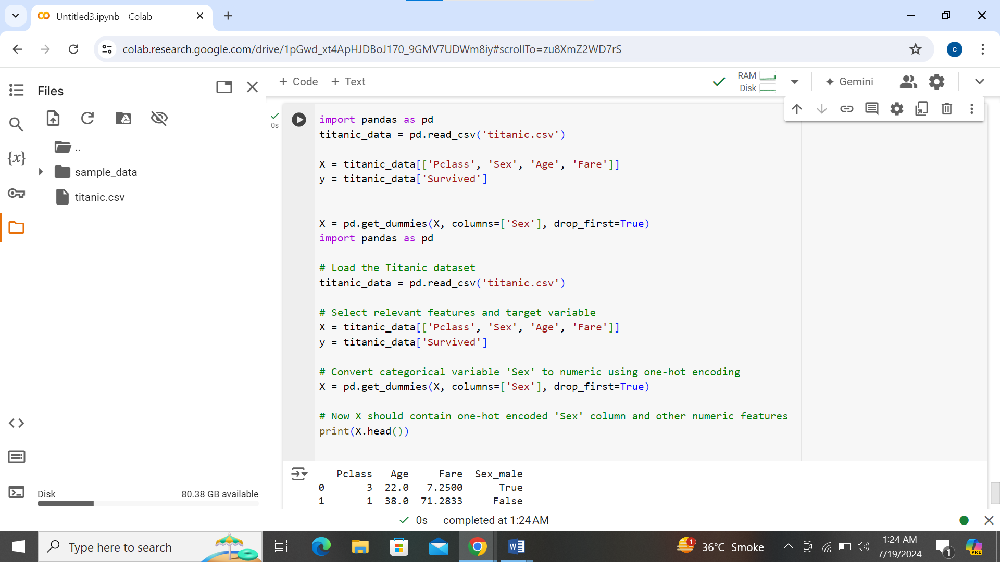 Untitled3.ipynb - Colab
colab.research.google.com/drive/1pGwd_xt4ApHJDBoJ170_9GMV7UDWm8iy#scrollTo=zu8XmZ2WD7rS
c
Files
+ Code + Text
RAM
Disk
Gemini
..
sample_data
titanic.csv
{x}
0s
import pandas as pd
titanic_data = pd.read_csv('titanic.csv')
X = titanic_data[['Pclass', 'Sex', 'Age', 'Fare']]
y = titanic_data['Survived']
X = pd.get_dummies(X, columns=['Sex'], drop_first=True)
import pandas as pd
# Load the Titanic dataset
titanic_data = pd.read_csv('titanic.csv')
# Select relevant features and target variable
X = titanic_data[['Pclass', 'Sex', 'Age', 'Fare']]
y = titanic_data['Survived']
# Convert categorical variable 'Sex' to numeric using one-hot encoding
X = pd.get_dummies(X, columns=['Sex'], drop_first=True)
# Now X should contain one-hot encoded 'Sex' column and other numeric features
print(X.head())
Pclass Age Fare Sex_male
0 3 22.0 7.2500 True
1 1 38.0 71.2833 False
Disk 80.38 GB available
0s completed at 1:24 AM
Type here to search
W
1
36°C Smoke
1:24 AM
7/19/2024
1
PRE